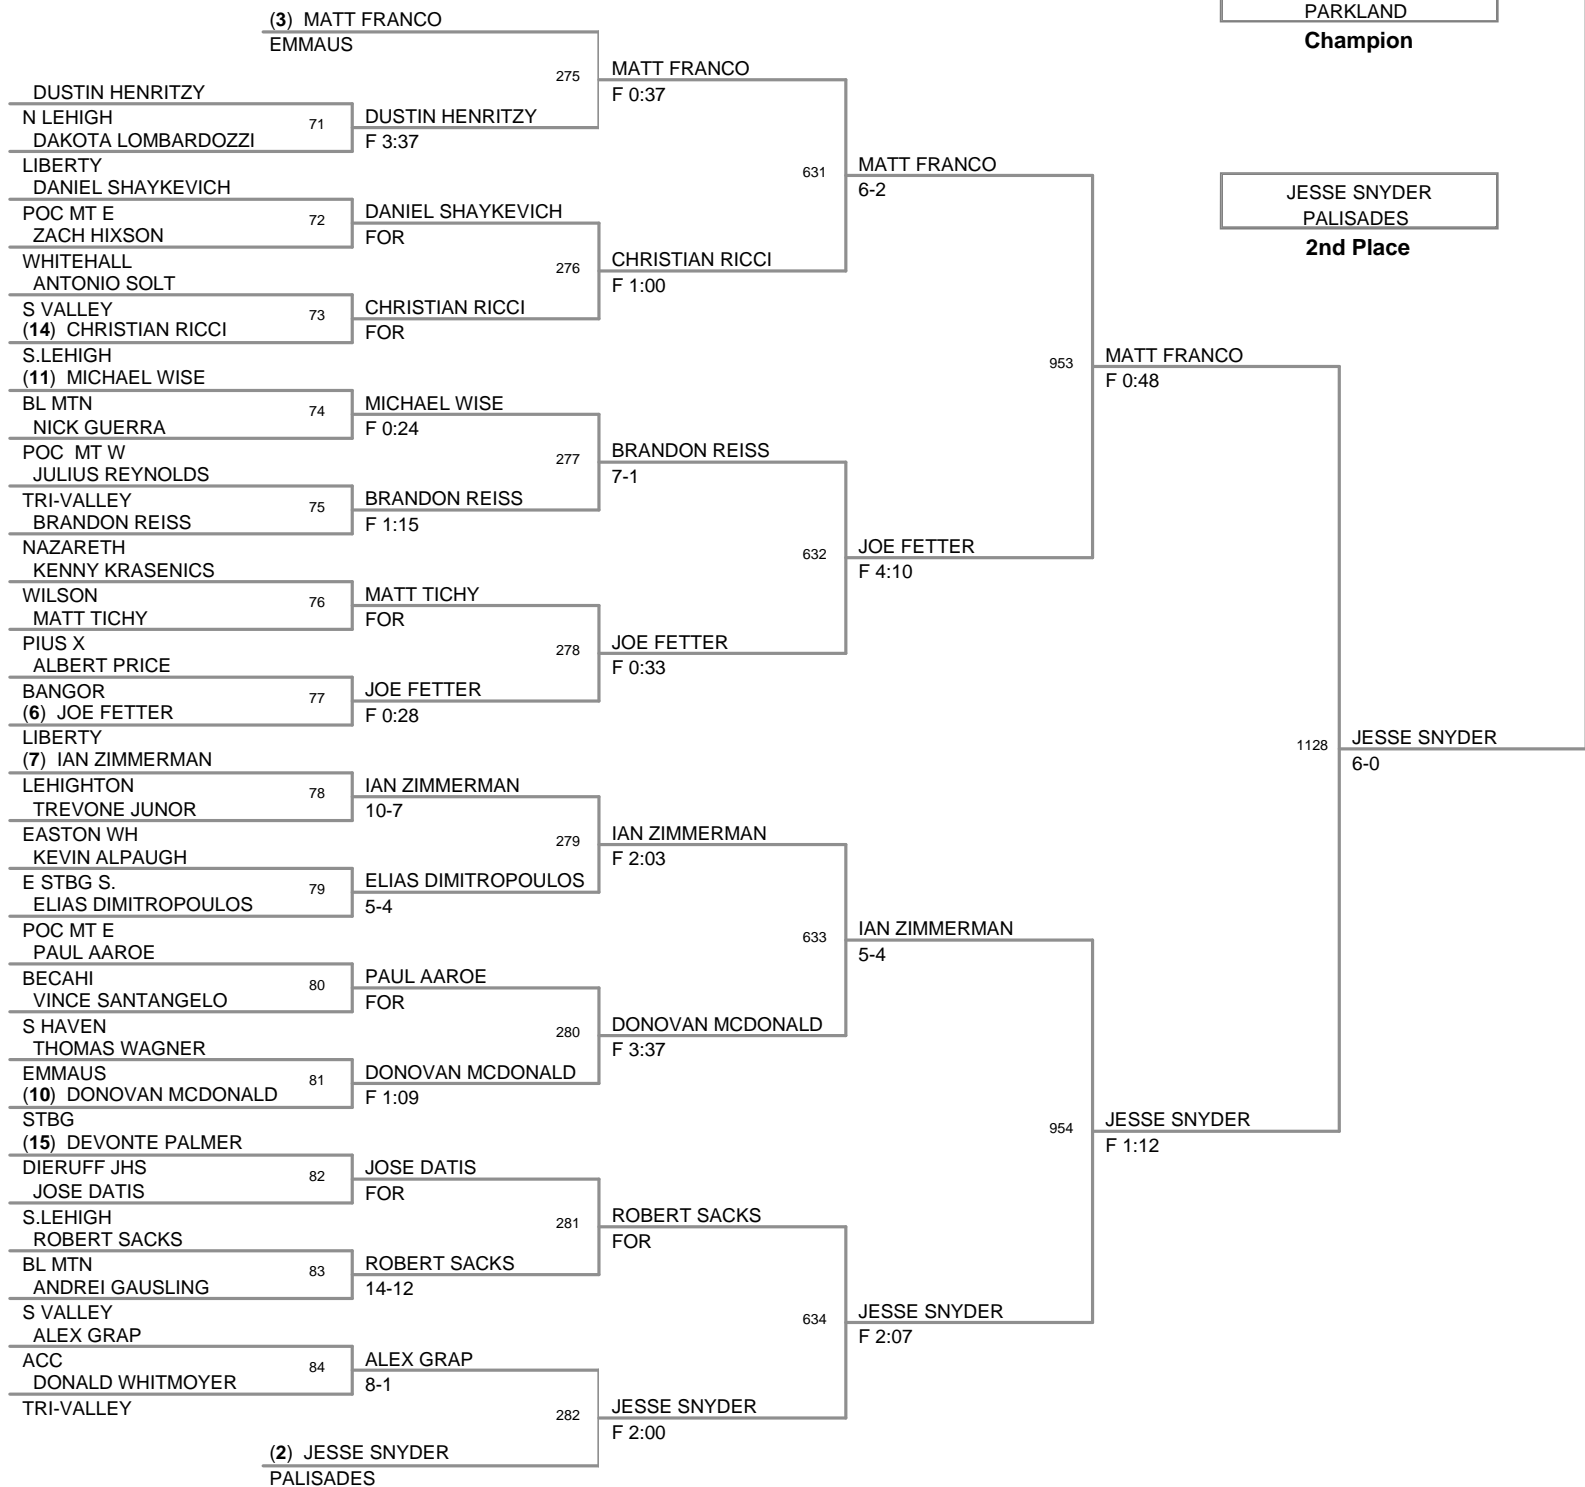 (3) MATT FRANCO
EMMAUS
DUSTIN HENRITZY
N LEHIGH
DAKOTA LOMBARDOZZI
LIBERTY
DANIEL SHAYKEVICH
POC MT E
ZACH HIXSON
WHITEHALL
ANTONIO SOLT
S VALLEY
(14) CHRISTIAN RICCI
S.LEHIGH
(11) MICHAEL WISE
BL MTN
NICK GUERRA
POC MT W
JULIUS REYNOLDS
TRI-VALLEY
BRANDON REISS
NAZARETH
KENNY KRASENICS
WILSON
MATT TICHY
PIUS X
ALBERT PRICE
BANGOR
(6) JOE FETTER
LIBERTY
(7) IAN ZIMMERMAN
LEHIGHTON
TREVONE JUNOR
EASTON WH
KEVIN ALPAUGH
E STBG S.
ELIAS DIMITROPOULOS
POC MT E
PAUL AAROE
BECAHI
VINCE SANTANGELO
S HAVEN
THOMAS WAGNER
EMMAUS
(10) DONOVAN MCDONALD
STBG
(15) DEVONTE PALMER
DIERUFF JHS
JOSE DATIS
S.LEHIGH
ROBERT SACKS
BL MTN
ANDREI GAUSLING
S VALLEY
ALEX GRAP
ACC
DONALD WHITMOYER
TRI-VALLEY
(2) JESSE SNYDER
PALISADES
71
DUSTIN HENRITZY
F 3:37
72
DANIEL SHAYKEVICH
FOR
73
CHRISTIAN RICCI
FOR
74
MICHAEL WISE
F 0:24
75
BRANDON REISS
F 1:15
76
MATT TICHY
FOR
77
JOE FETTER
F 0:28
78
IAN ZIMMERMAN
10-7
79
ELIAS DIMITROPOULOS
5-4
80
PAUL AAROE
FOR
81
DONOVAN MCDONALD
F 1:09
82
JOSE DATIS
FOR
83
ROBERT SACKS
14-12
84
ALEX GRAP
8-1
275
MATT FRANCO
F 0:37
276
CHRISTIAN RICCI
F 1:00
277
BRANDON REISS
7-1
278
JOE FETTER
F 0:33
279
IAN ZIMMERMAN
F 2:03
280
DONOVAN MCDONALD
F 3:37
281
ROBERT SACKS
FOR
282
JESSE SNYDER
F 2:00
631
MATT FRANCO
6-2
632
JOE FETTER
F 4:10
633
IAN ZIMMERMAN
5-4
634
JESSE SNYDER
F 2:07
953
MATT FRANCO
F 0:48
954
JESSE SNYDER
F 1:12
1128
JESSE SNYDER
6-0
PARKLAND
Champion
JESSE SNYDER
PALISADES
2nd Place